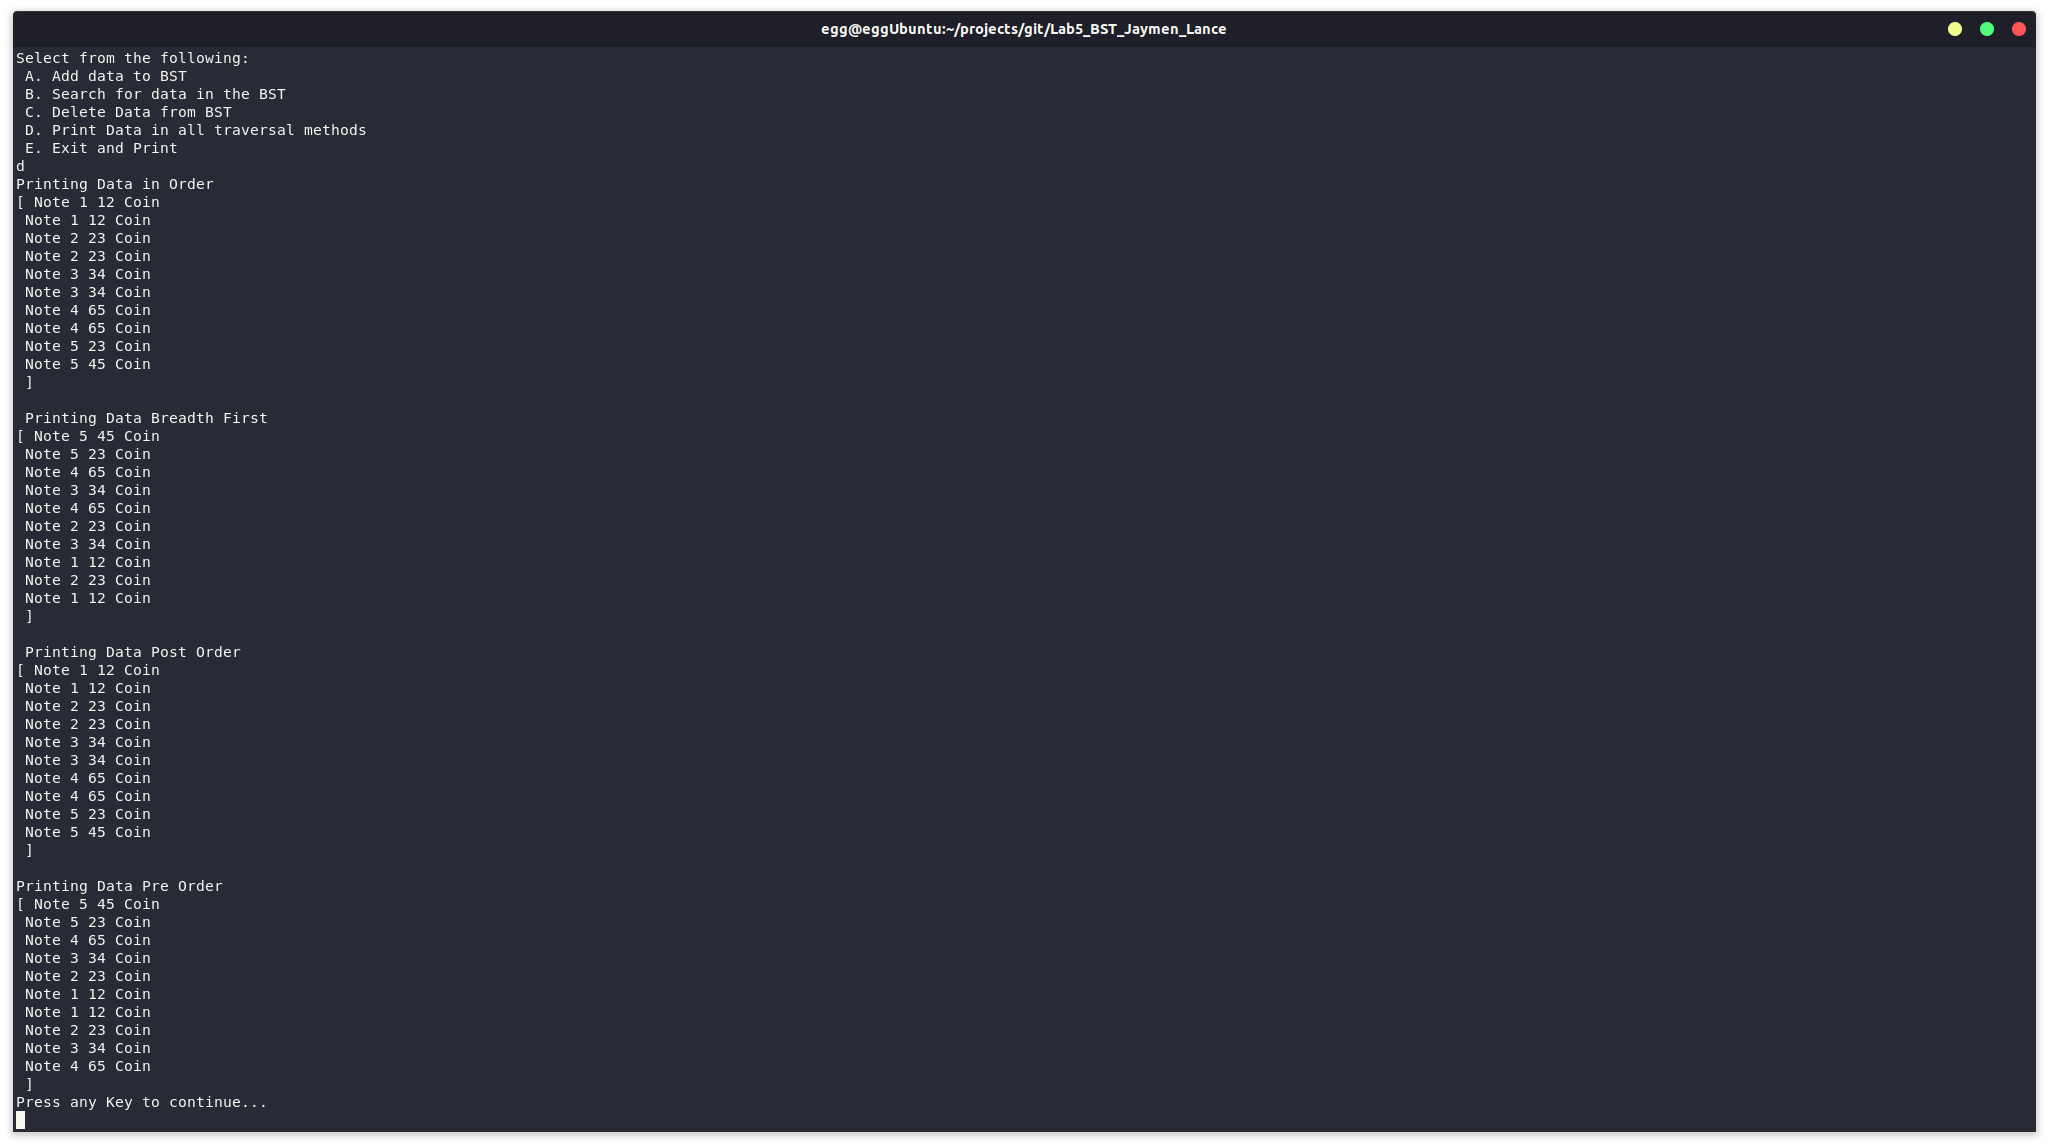 egg@eggUbuntu:~/projects/git/Lab5_BST_Jaymen_Lance
Select from the following:
 A. Add data to BST
 B. Search for data in the BST
 C. Delete Data from BST
 D. Print Data in all traversal methods
 E. Exit and Print
d
Printing Data in Order
[ Note 1 12 Coin
 Note 1 12 Coin
 Note 2 23 Coin
 Note 2 23 Coin
 Note 3 34 Coin
 Note 3 34 Coin
 Note 4 65 Coin
 Note 4 65 Coin
 Note 5 23 Coin
 Note 5 45 Coin
 ]

 Printing Data Breadth First
[ Note 5 45 Coin
 Note 5 23 Coin
 Note 4 65 Coin
 Note 3 34 Coin
 Note 4 65 Coin
 Note 2 23 Coin
 Note 3 34 Coin
 Note 1 12 Coin
 Note 2 23 Coin
 Note 1 12 Coin
 ]

 Printing Data Post Order
[ Note 1 12 Coin
 Note 1 12 Coin
 Note 2 23 Coin
 Note 2 23 Coin
 Note 3 34 Coin
 Note 3 34 Coin
 Note 4 65 Coin
 Note 4 65 Coin
 Note 5 23 Coin
 Note 5 45 Coin
 ]

Printing Data Pre Order
[ Note 5 45 Coin
 Note 5 23 Coin
 Note 4 65 Coin
 Note 3 34 Coin
 Note 2 23 Coin
 Note 1 12 Coin
 Note 1 12 Coin
 Note 2 23 Coin
 Note 3 34 Coin
 Note 4 65 Coin
 ]
Press any Key to continue...